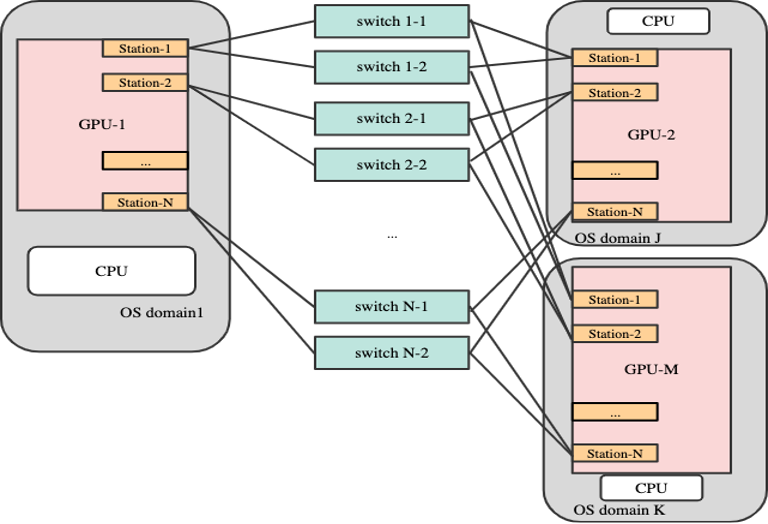 Station-1
Station-2
GPU-1
...
Station-N
CPU
OS domain1
switch 1-1
switch 1-2
switch 2-1
switch 2-2
...
switch N-1
switch N-2
CPU
Station-1
Station-2
GPU-2
...
Station-N
OS domain J
Station-1
Station-2
GPU-M
...
Station-N
CPU
OS domain K